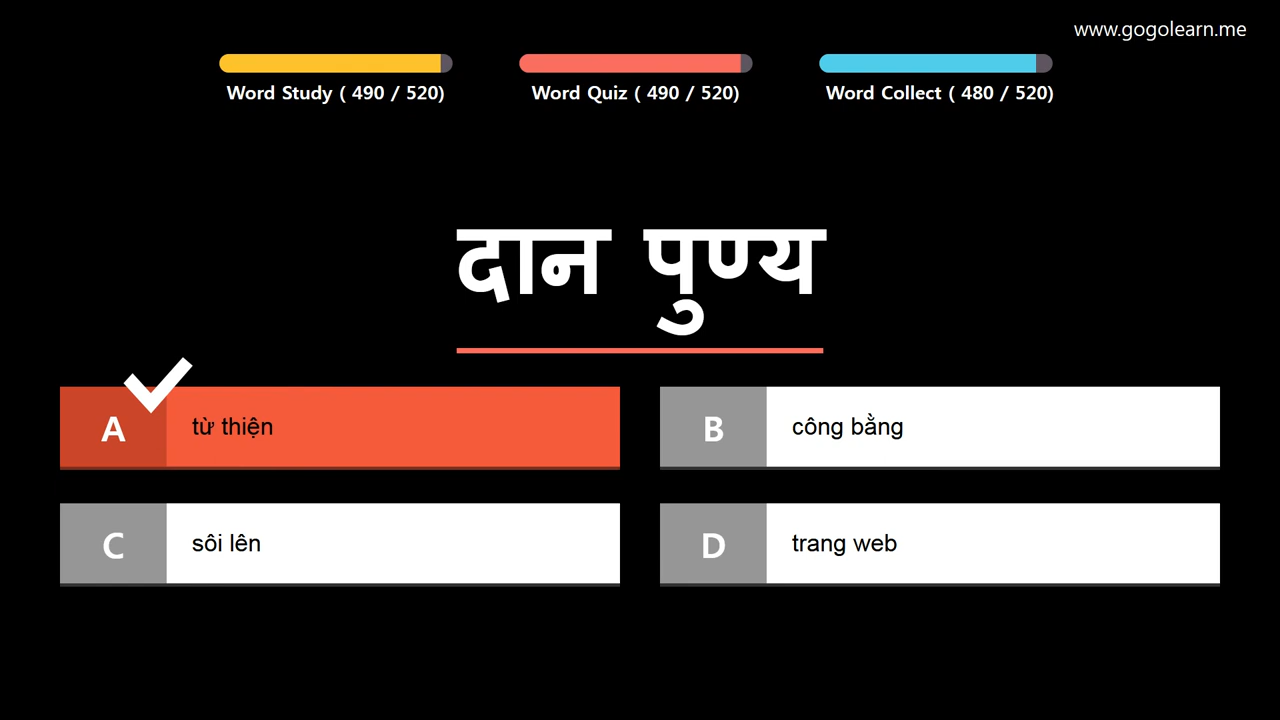 www.gogolearn.me
Word Study ( 490 / 520)
Word Quiz ( 490 / 520)
Word Collect ( 480 / 520)
दान पुण्य
A từ thiện
B công bằng
C sôi lên
D trang web